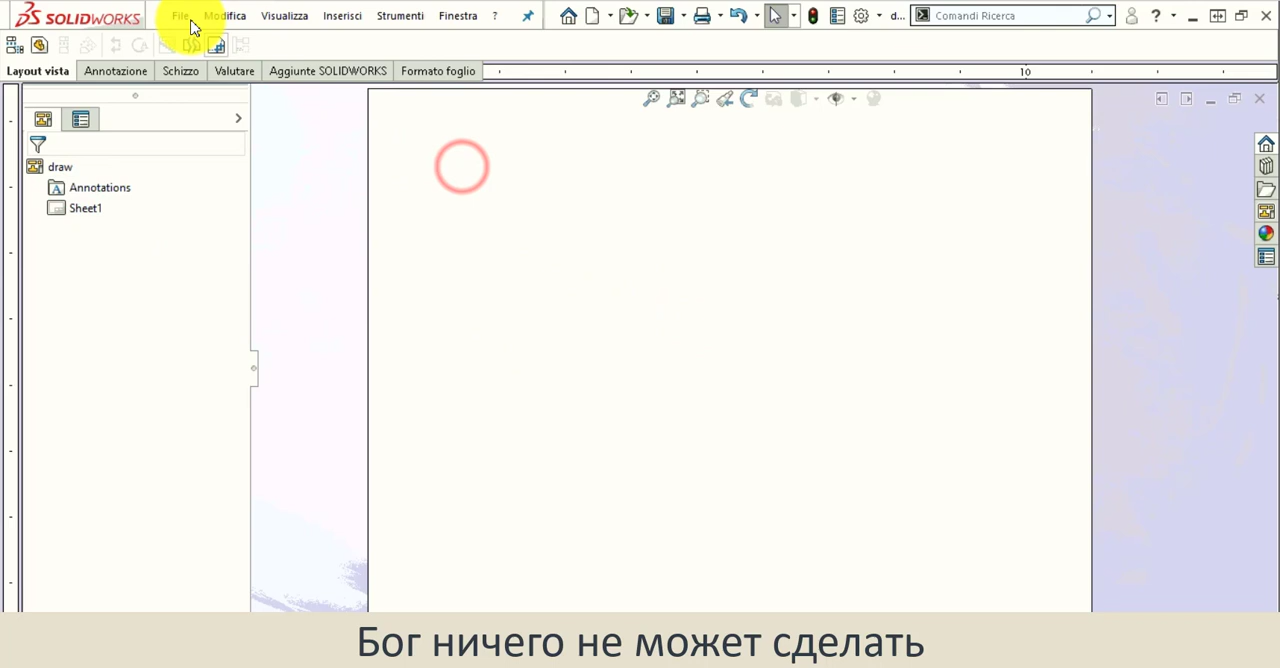 SOLIDWORKS File Modifica Visualizza Inserisci Strumenti Finestra ? d... Comandi Ricerca ?
Layout vista Annotazione Schizzo Valutare Aggiunte SOLIDWORKS Formato foglio 10
draw
A Annotations
Sheet1
Бог ничего не может сделать